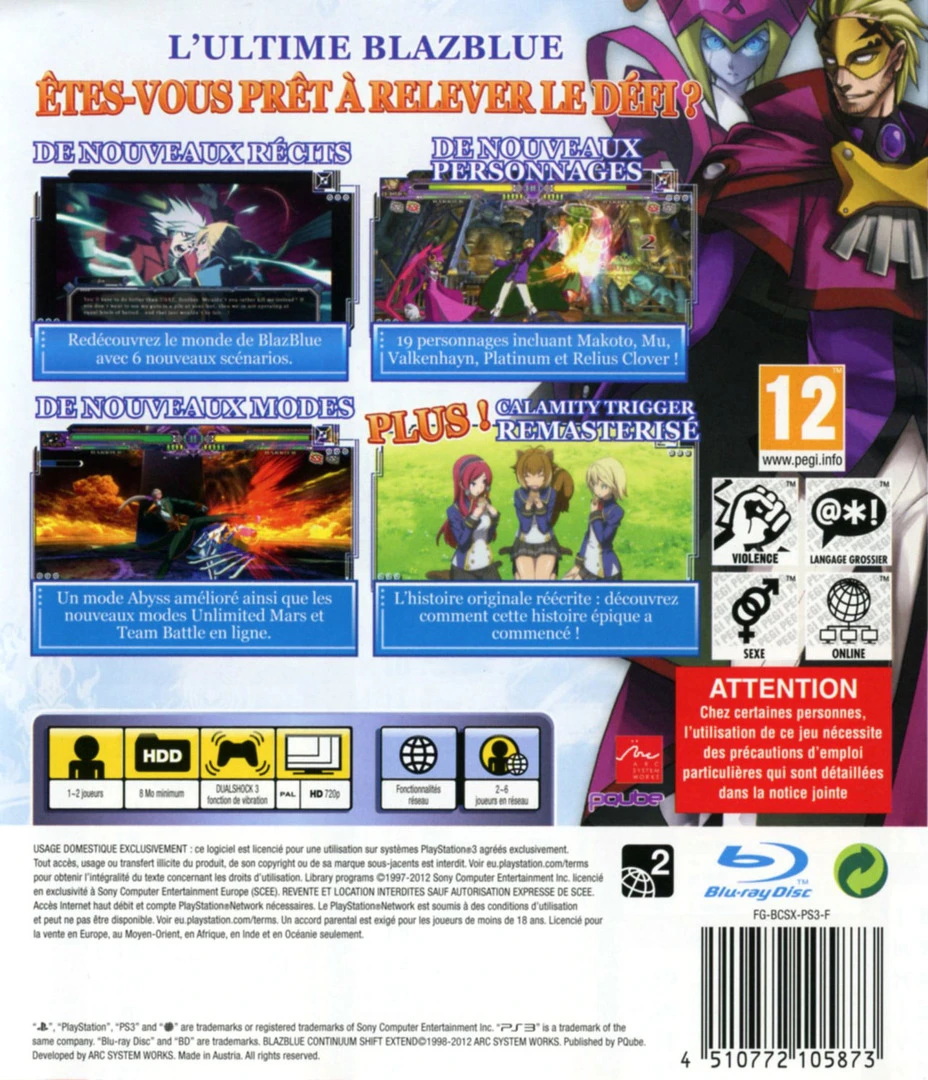 L'ULTIME BLAZBLUE
ÊTES-VOUS PRÊT À RELEVER LE DÉFI ?
DE NOUVEAUX RÉCITS
Redécouvrez le monde de BlazBlue
avec 6 nouveaux scénarios.
DE NOUVEAUX
PERSONNAGES
19 personnages incluant Makoto, Mu,
Valkenhayn, Platinum et Relius Clover !
DE NOUVEAUX MODES
Un mode Abyss amélioré ainsi que les
nouveaux modes Unlimited Mars et
Team Battle en ligne.
PLUS ! CALAMITY TRIGGER
REMASTERISÉ
L'histoire originale réécrite : découvrez
comment cette histoire épique a
commencé !
12
www.pegi.info
VIOLENCE
@*!
LANGAGE GROSSIER
SEXE
ONLINE
ATTENTION
Chez certaines personnes,
l'utilisation de ce jeu nécessite
des précautions d'emploi
particulières qui sont détaillées
dans la notice jointe
1-2 joueurs
HDD
8 Mo minimum
DUALSHOCK 3
fonction de vibration
PAL HD 720p
Fonctionnalités
réseau
2-6
joueurs en réseau
ARC
SYSTEM
WORKS
PQube
USAGE DOMESTIQUE EXCLUSIVEMENT : ce logiciel est licencié pour une utilisation sur systèmes PlayStation®3 agréés exclusivement.
Tout accès, usage ou transfert illicite du produit, de son copyright ou de sa marque sous-jacents est interdit. Voir eu.playstation.com/terms
pour obtenir l'intégralité du texte concernant les droits d'utilisation. Library programs ©1997-2012 Sony Computer Entertainment Inc. licencié
en exclusivité à Sony Computer Entertainment Europe (SCEE). REVENTE ET LOCATION INTERDITES SAUF AUTORISATION EXPRESSE DE SCEE.
Accès Internet haut débit et compte PlayStation®Network nécessaires. Le PlayStation®Network est soumis à des conditions d'utilisation
et peut ne pas être disponible. Voir eu.playstation.com/terms. Un accord parental est exigé pour les joueurs de moins de 18 ans. Licencié pour
la vente en Europe, au Moyen-Orient, en Afrique, en Inde et en Océanie seulement.
2
Blu-ray Disc™
FG-BCSX-PS3-F
" ", "PlayStation", "PS3" and " " are trademarks or registered trademarks of Sony Computer Entertainment Inc. "PS3" is a trademark of the
same company. "Blu-ray Disc" and "BD" are trademarks. BLAZBLUE CONTINUUM SHIFT EXTEND©1998-2012 ARC SYSTEM WORKS. Published by PQube.
Developed by ARC SYSTEM WORKS. Made in Austria. All rights reserved.
4 510772 105873